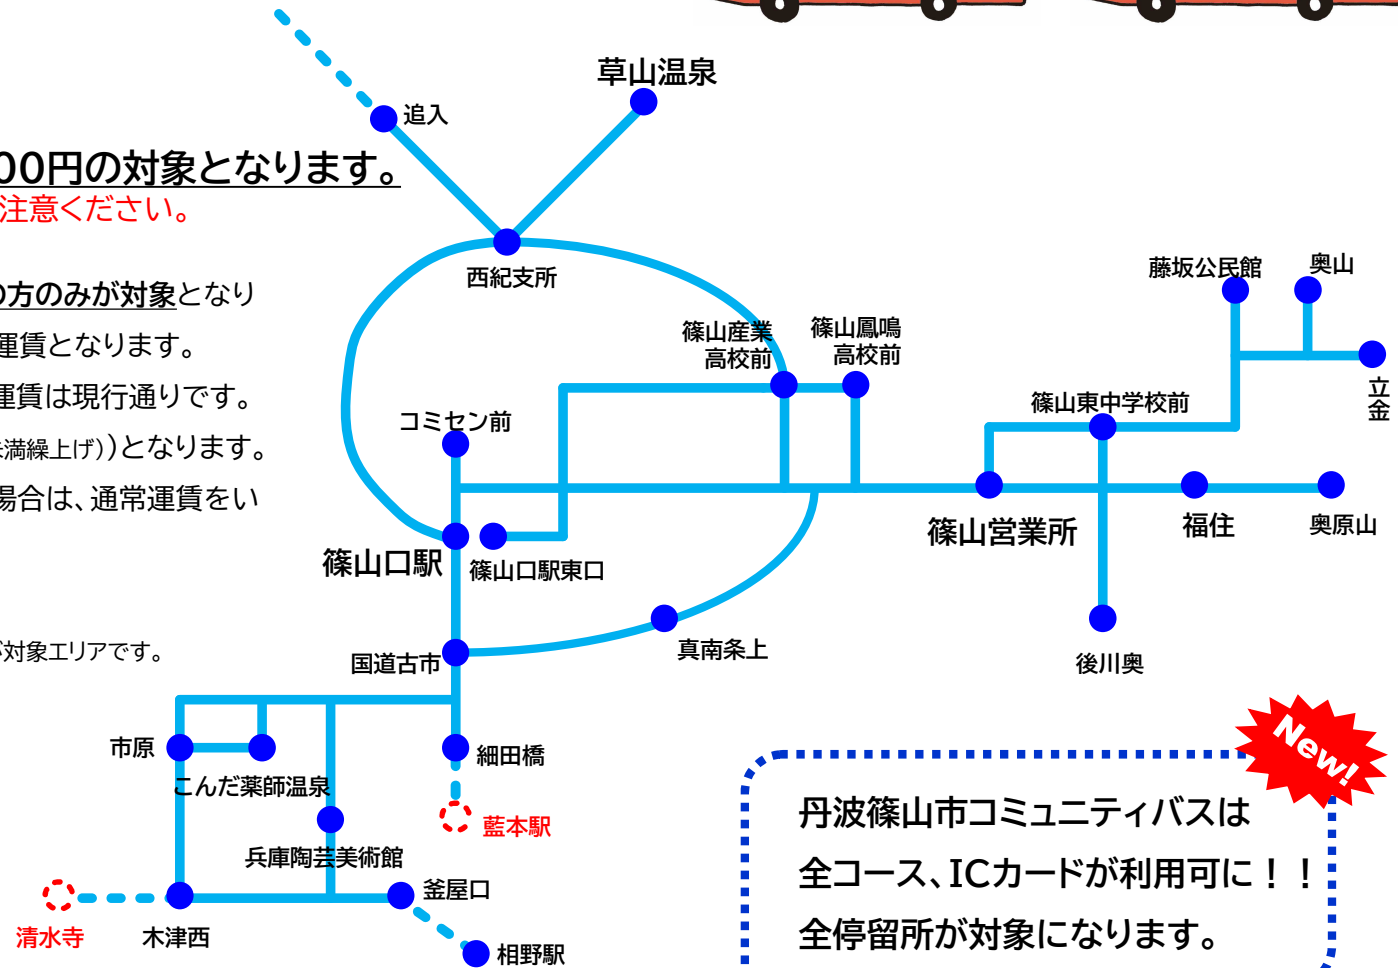 草山温泉
追入
00円の対象となります。
注意ください。
西紀支所
の方のみが対象となり
運賃となります。
運賃は現行通りです。
満繰上げ))となります。
場合は、通常運賃をい
対象エリアです。
藤坂公民館
奥山
立金
篠山産業
高校前
篠山鳳鳴
高校前
コミセン前
篠山東中学校前
篠山営業所
福住
奥原山
篠山口駅
篠山口駅東口
真南条上
後川奥
国道古市
市原
こんだ薬師温泉
細田橋
藍本駅
兵庫陶芸美術館
釜屋口
清水寺
木津西
相野駅
New!
丹波篠山市コミュニティバスは
全コース、ICカードが利用可に！！
全停留所が対象になります。